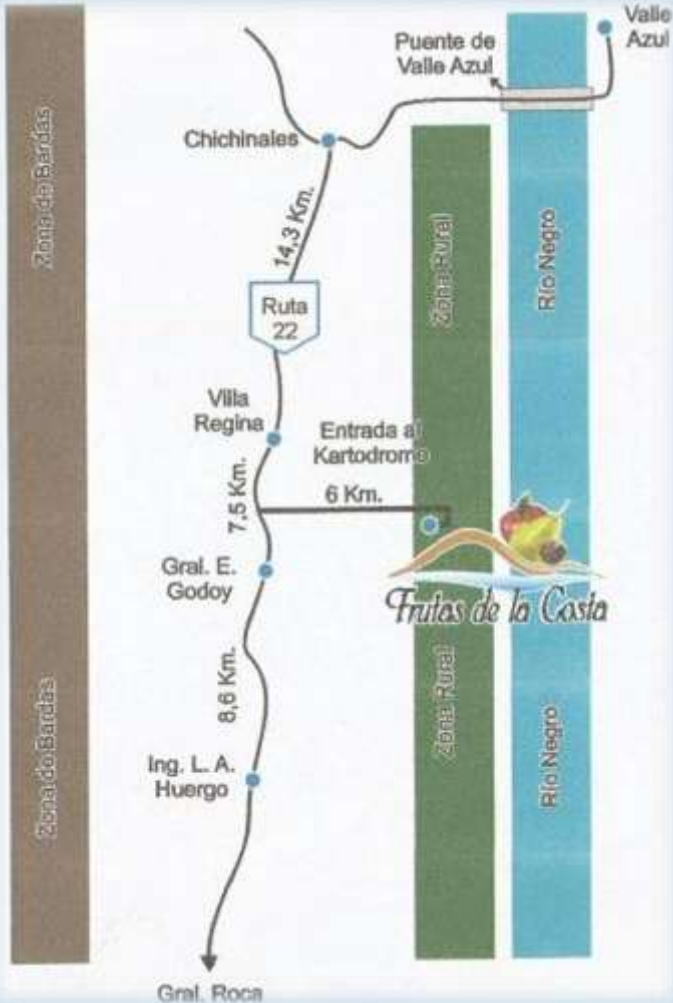 Valle
Azul
Puente de
Valle Azul
Chichinales
Zona de Bardas
14,3 Km.
Zona Rural
Río Negro
Ruta
22
Villa
Regina
Entrada al
Kartodromo
6 Km.
7,5 Km.
Gral. E.
Godoy
Frutas de la Costa
8,6 Km.
Zona Rural
Río Negro
Zona de Bardas
Ing. L. A.
Huergo
Gral. Roca